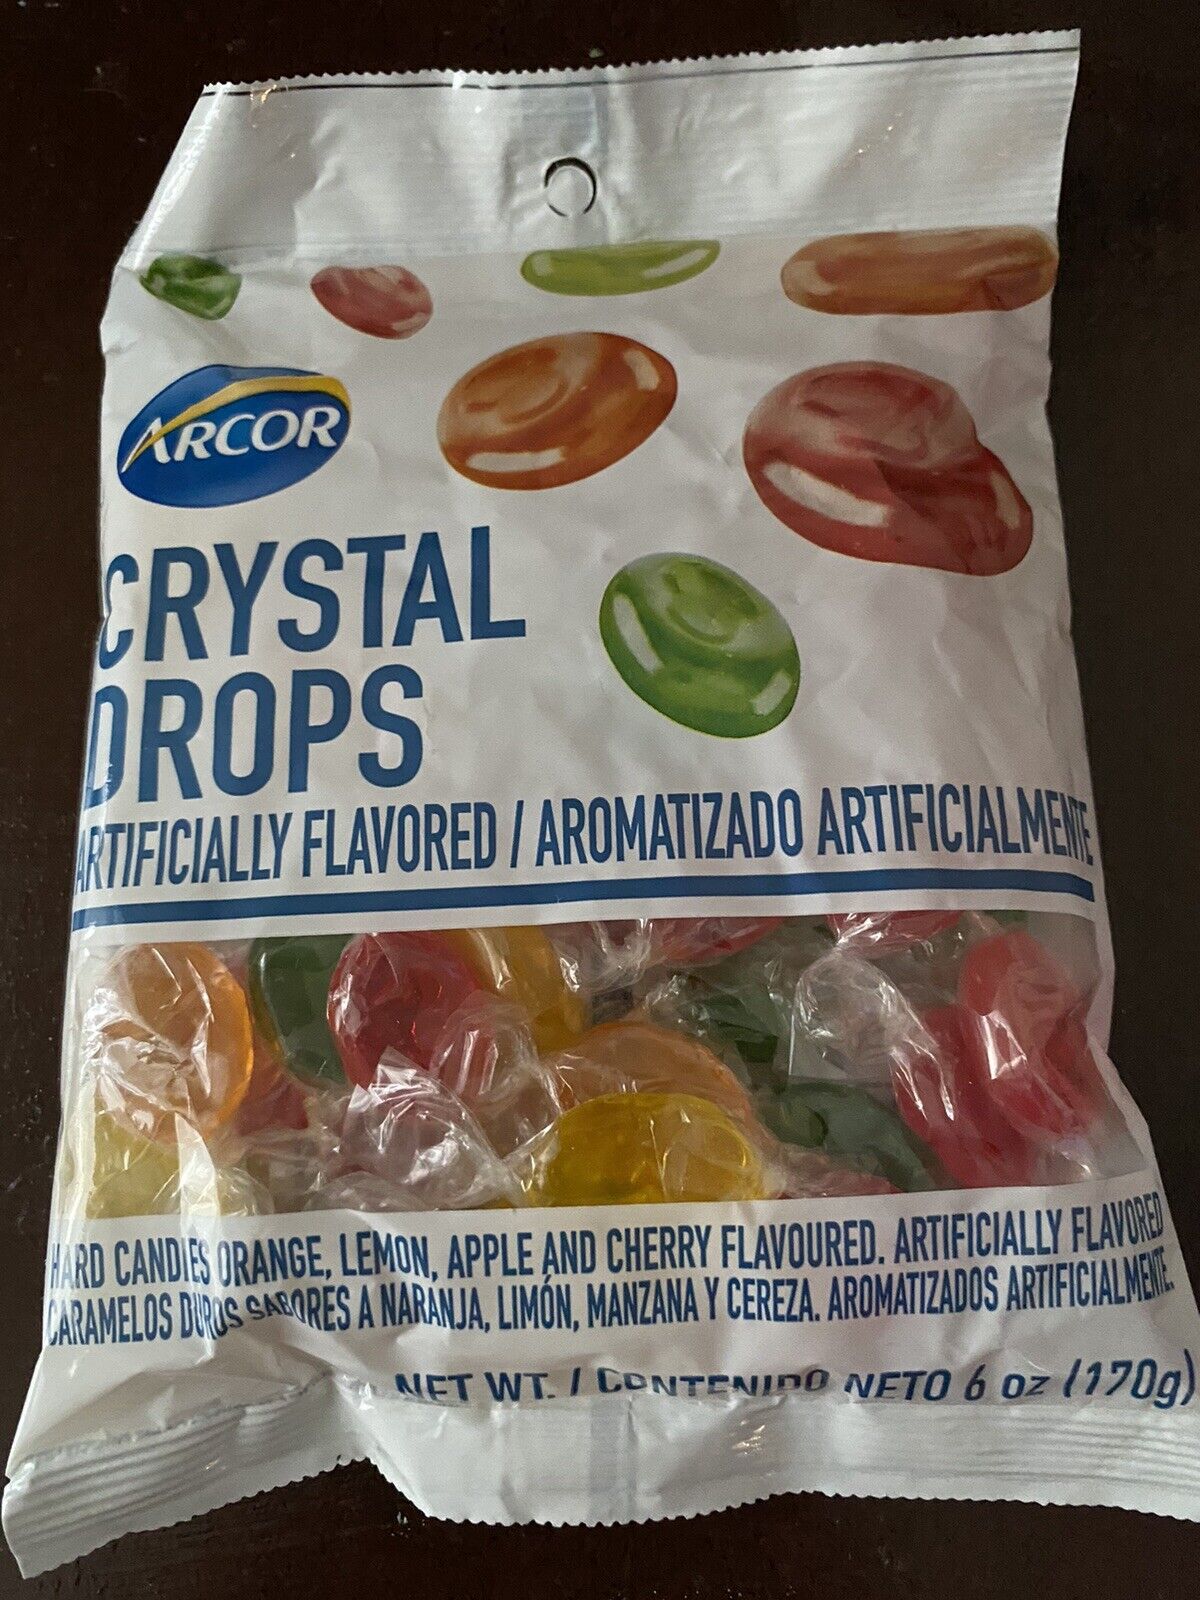 ARCOR
CRYSTAL
DROPS
ARTIFICIALLY FLAVORED / AROMATIZADO ARTIFICIALMENTE
HARD CANDIES ORANGE, LEMON, APPLE AND CHERRY FLAVOURED. ARTIFICIALLY FLAVORED
CARAMELOS DUROS SABORES A NARANJA, LIMÓN, MANZANA Y CEREZA. AROMATIZADOS ARTIFICIALMENTE.
NET WT. / CONTENIDO NETO 6 oz (170g)